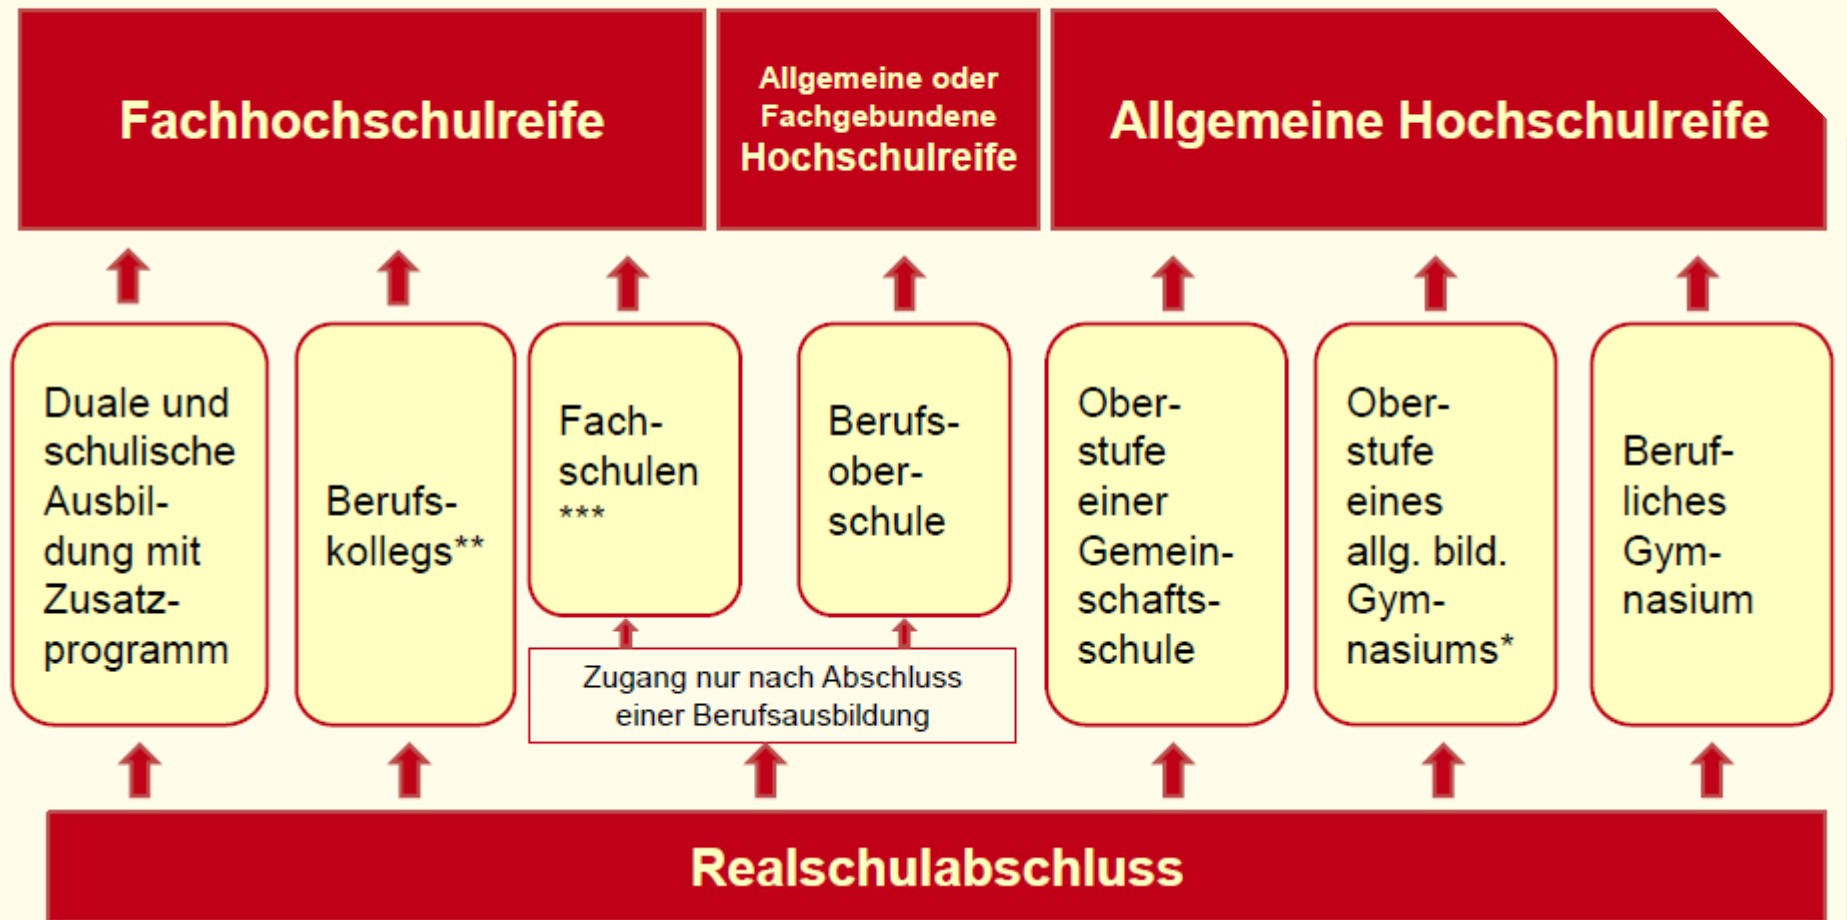 Fachhochschulreife
Allgemeine oder
Fachgebundene
Hochschulreife
Allgemeine Hochschulreife
Duale und
schulische
Ausbil-
dung mit
Zusatz-
programm
Berufs-
kollegs**
Fach-
schulen
***
Berufs-
ober-
schule
Ober-
stufe
einer
Gemein-
schafts-
schule
Ober-
stufe
eines
allg. bild.
Gym-
nasiums*
Beruf-
liches
Gym-
nasium
Zugang nur nach Abschluss
einer Berufsausbildung
Realschulabschluss